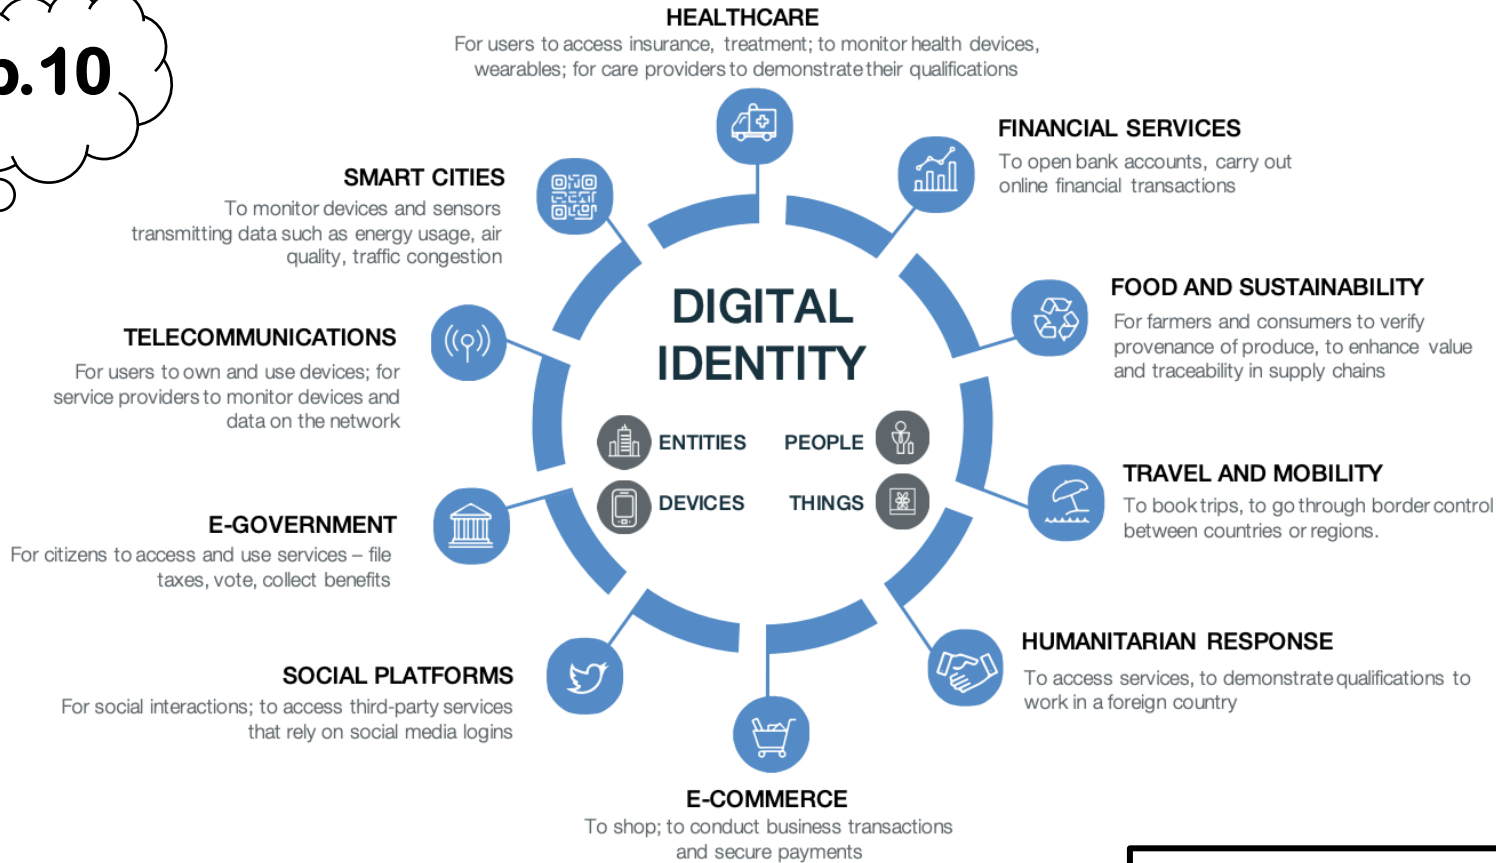 p.10
HEALTHCARE
For users to access insurance, treatment; to monitor health devices,
wearables; for care providers to demonstrate their qualifications
FINANCIAL SERVICES
To open bank accounts, carry out
online financial transactions
SMART CITIES
To monitor devices and sensors
transmitting data such as energy usage, air
quality, traffic congestion
FOOD AND SUSTAINABILITY
For farmers and consumers to verify
provenance of produce, to enhance value
and traceability in supply chains
TELECOMMUNICATIONS
For users to own and use devices; for
service providers to monitor devices and
data on the network
DIGITAL
IDENTITY
ENTITIES
PEOPLE
DEVICES
THINGS
TRAVEL AND MOBILITY
To book trips, to go through border control
between countries or regions.
E-GOVERNMENT
For citizens to access and use services – file
taxes, vote, collect benefits
HUMANITARIAN RESPONSE
To access services, to demonstrate qualifications to
work in a foreign country
SOCIAL PLATFORMS
For social interactions; to access third-party services
that rely on social media logins
E-COMMERCE
To shop; to conduct business transactions
and secure payments